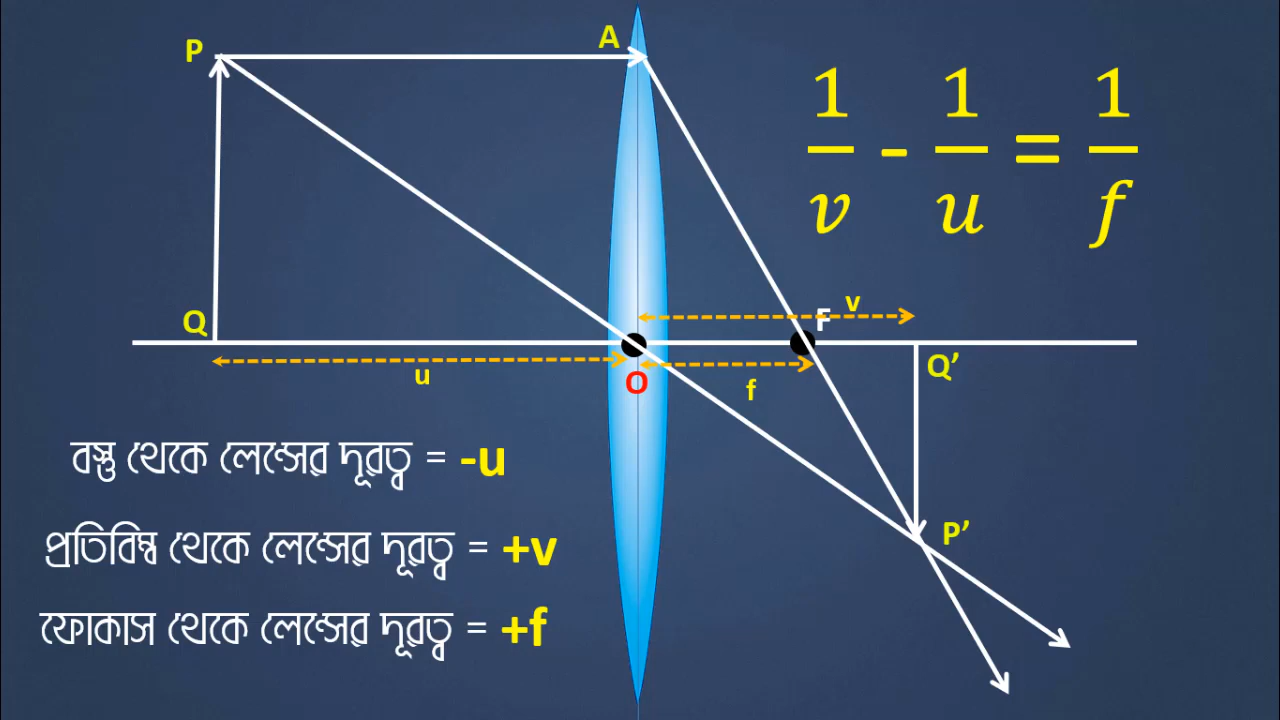 P
A
1/v - 1/u = 1/f
Q
v
F
u
O
f
Q’
বস্তু থেকে লেন্সের দূরত্ব = -u
প্রতিবিম্ব থেকে লেন্সের দূরত্ব = +v
P’
ফোকাস থেকে লেন্সের দূরত্ব = +f